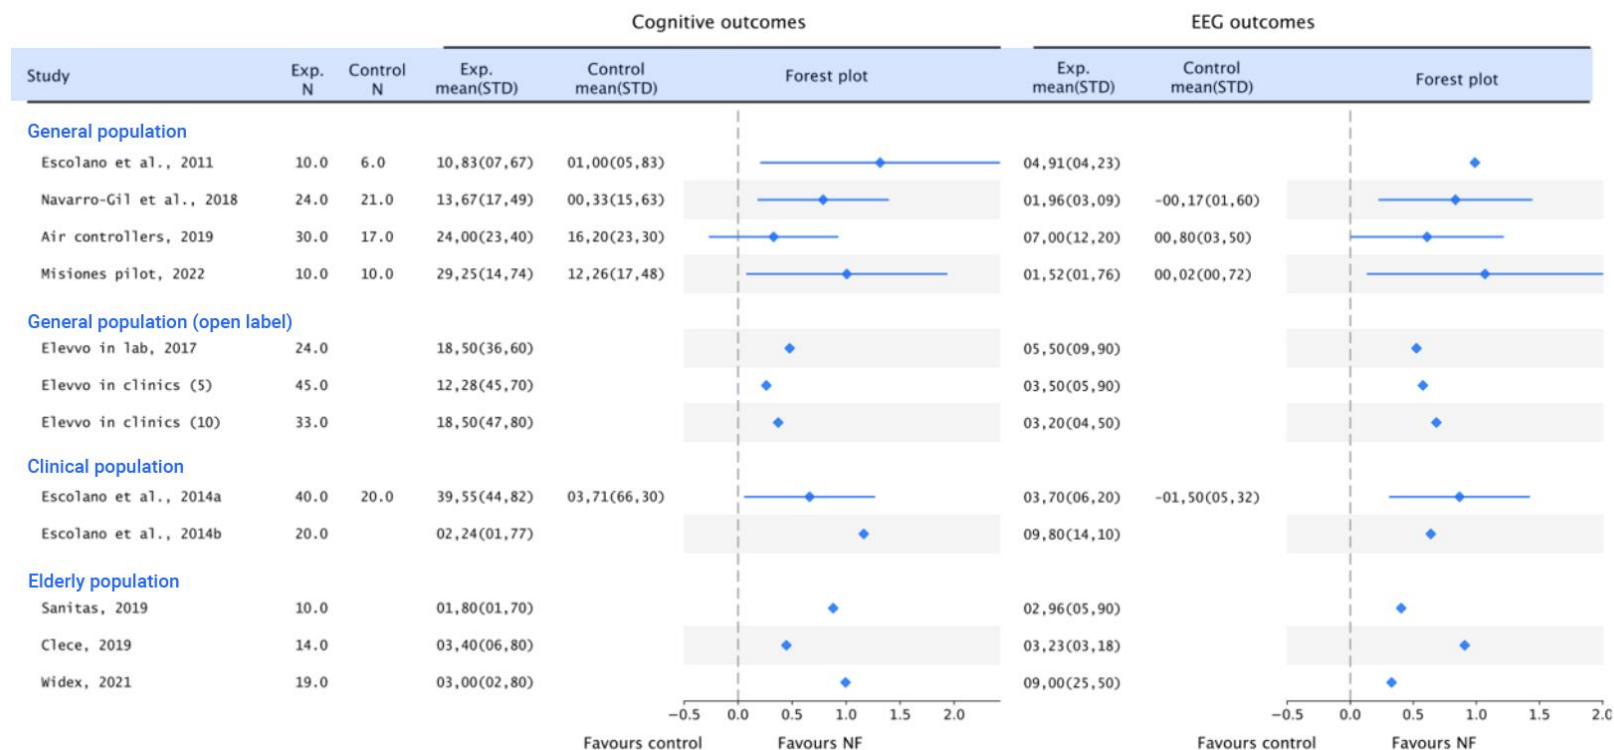 Cognitive outcomes EEG outcomes
Study Exp. N Control N Exp. mean(STD) Control mean(STD) Forest plot Exp. mean(STD) Control mean(STD) Forest plot
General population
Escolano et al., 2011 10.0 6.0 10,83(07,67) 01,00(05,83) 04,91(04,23)
Navarro-Gil et al., 2018 24.0 21.0 13,67(17,49) 00,33(15,63) 01,96(03,09) -00,17(01,60)
Air controllers, 2019 30.0 17.0 24,00(23,40) 16,20(23,30) 07,00(12,20) 00,80(03,50)
Misiones pilot, 2022 10.0 10.0 29,25(14,74) 12,26(17,48) 01,52(01,76) 00,02(00,72)
General population (open label)
Elevvo in lab, 2017 24.0 18,50(36,60) 05,50(09,90)
Elevvo in clinics (5) 45.0 12,28(45,70) 03,50(05,90)
Elevvo in clinics (10) 33.0 18,50(47,80) 03,20(04,50)
Clinical population
Escolano et al., 2014a 40.0 20.0 39,55(44,82) 03,71(66,30) 03,70(06,20) -01,50(05,32)
Escolano et al., 2014b 20.0 02,24(01,77) 09,80(14,10)
Elderly population
Sanitas, 2019 10.0 01,80(01,70) 02,96(05,90)
Clece, 2019 14.0 03,40(06,80) 03,23(03,18)
Widex, 2021 19.0 03,00(02,80) 09,00(25,50)
−0.5 0.0 0.5 1.0 1.5 2.0 −0.5 0.0 0.5 1.0 1.5 2.0
Favours control Favours NF Favours control Favours NF